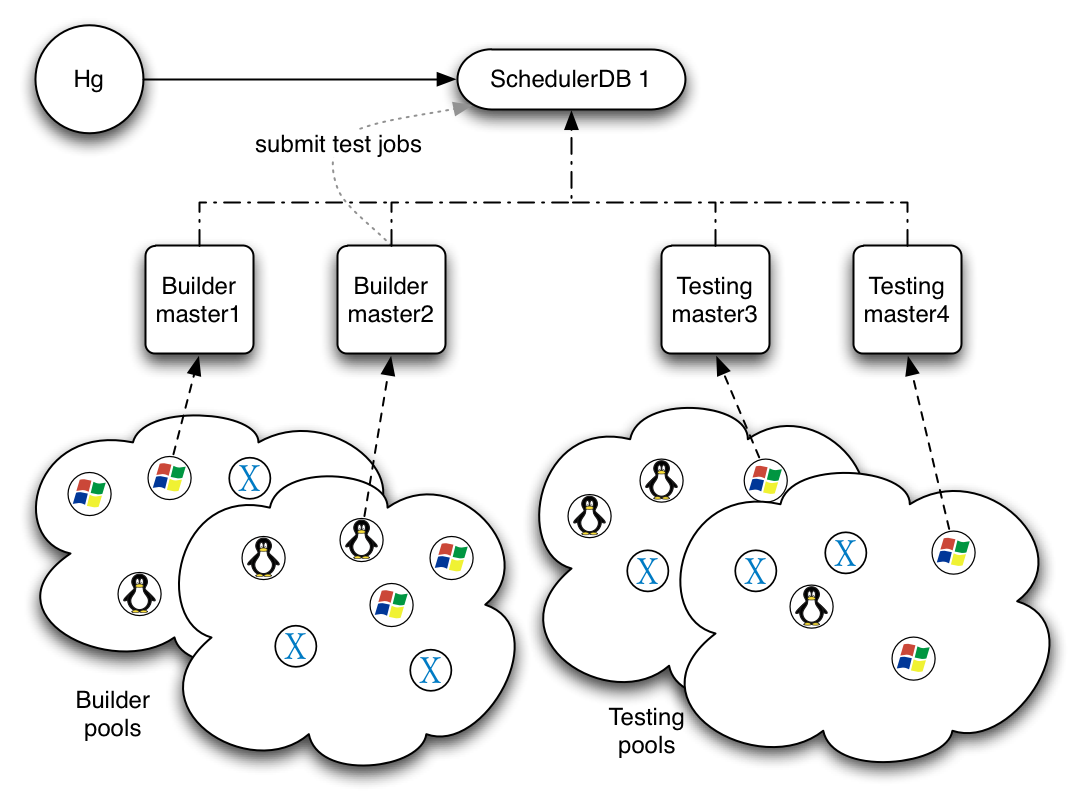 Hg
SchedulerDB 1
submit test jobs
Builder
master1
Builder
master2
Testing
master3
Testing
master4
X
X
X
X
X
X
Builder
pools
Testing
pools